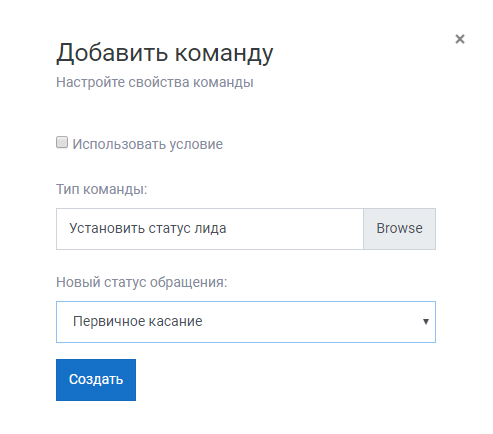 Добавить команду
×
Настройте свойства команды
Использовать условие
Тип команды:
Установить статус лида Browse
Новый статус обращения:
Первичное касание
Создать